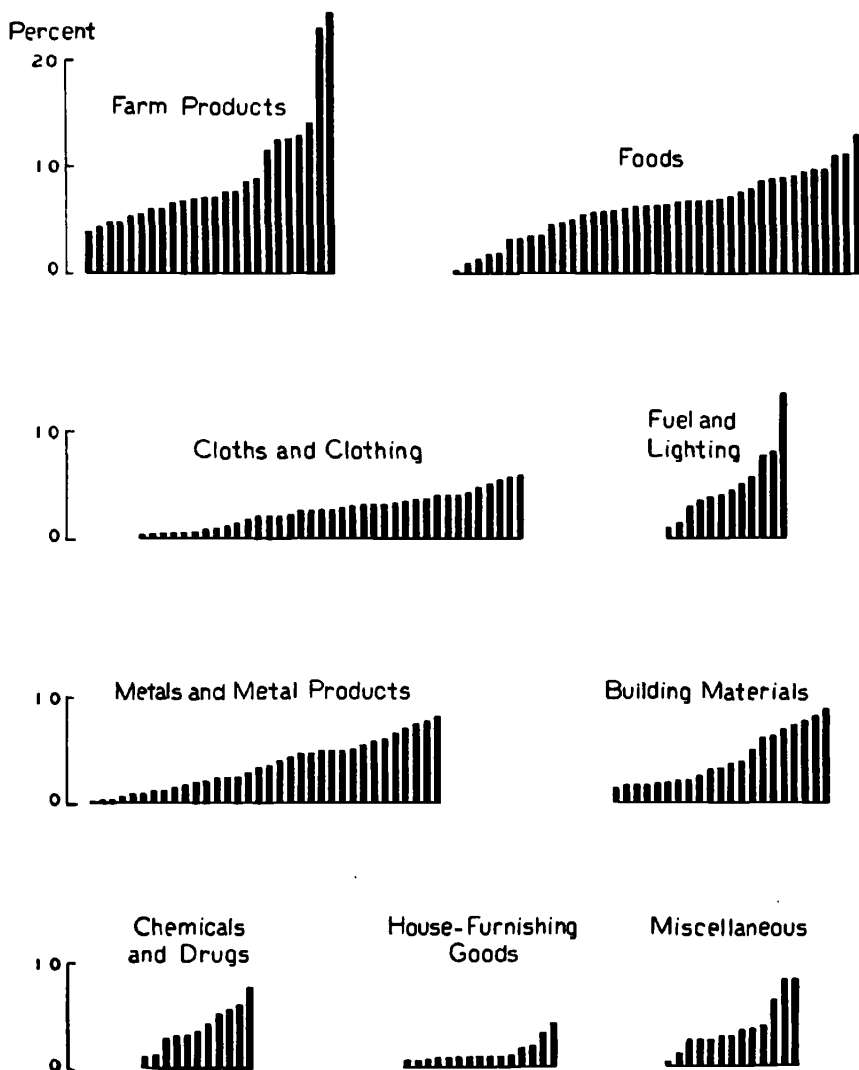 Percent
20
Farm Products
10
Foods
0
10
Cloths and Clothing
Fuel and
Lighting
0
10
Metals and Metal Products
Building Materials
0
Chemicals
and Drugs
House-Furnishing
Goods
Miscellaneous
10
0